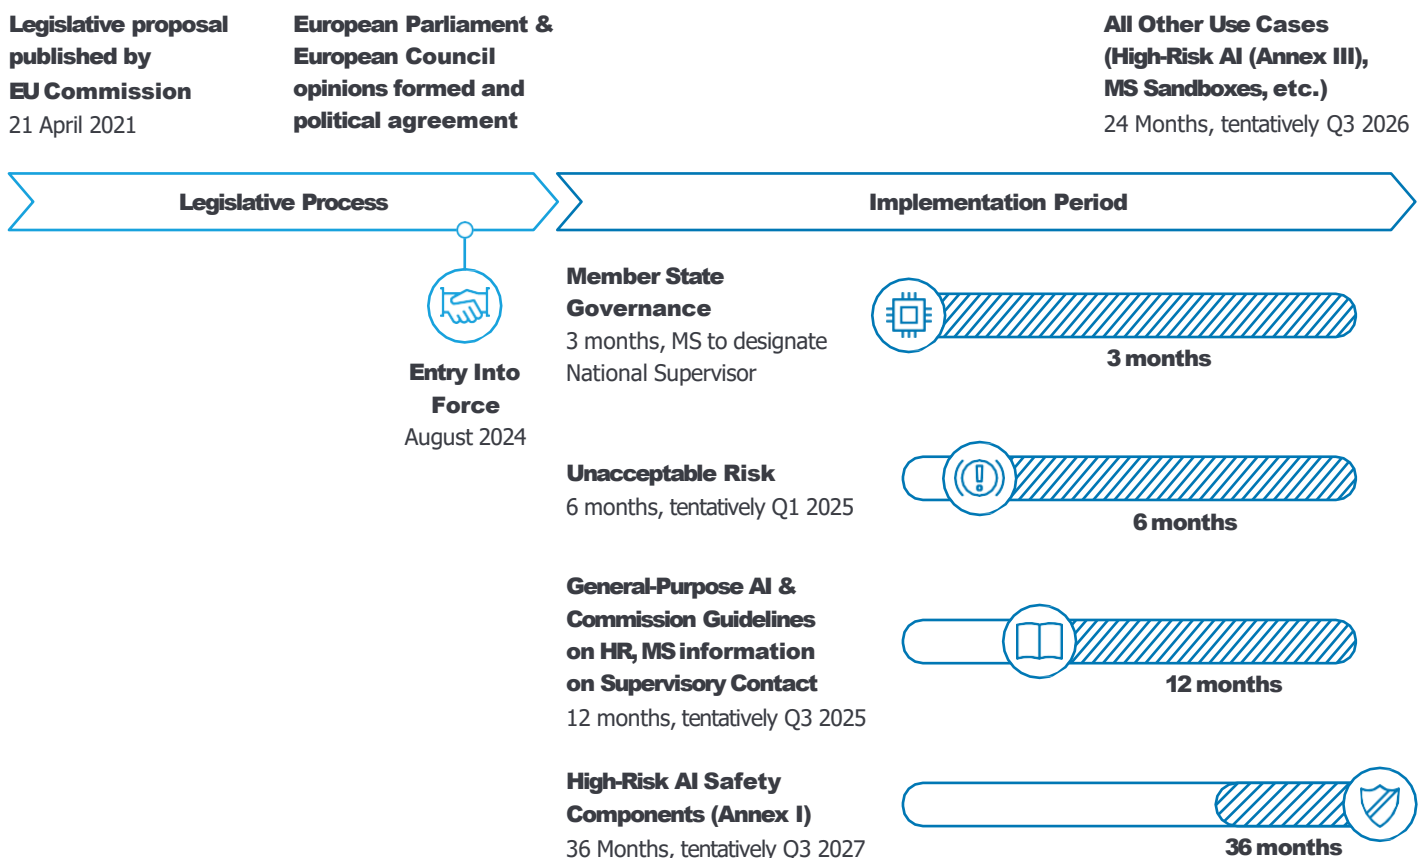 Legislative proposal
published by
EU Commission
21 April 2021
European Parliament &
European Council
opinions formed and
political agreement
All Other Use Cases
(High-Risk AI (Annex III),
MS Sandboxes, etc.)
24 Months, tentatively Q3 2026
Legislative Process
Implementation Period
Entry Into
Force
August 2024
Member State
Governance
3 months, MS to designate
National Supervisor
3 months
Unacceptable Risk
6 months, tentatively Q1 2025
6 months
General-Purpose AI &
Commission Guidelines
on HR, MS information
on Supervisory Contact
12 months, tentatively Q3 2025
12 months
High-Risk AI Safety
Components (Annex I)
36 Months, tentatively Q3 2027
36 months